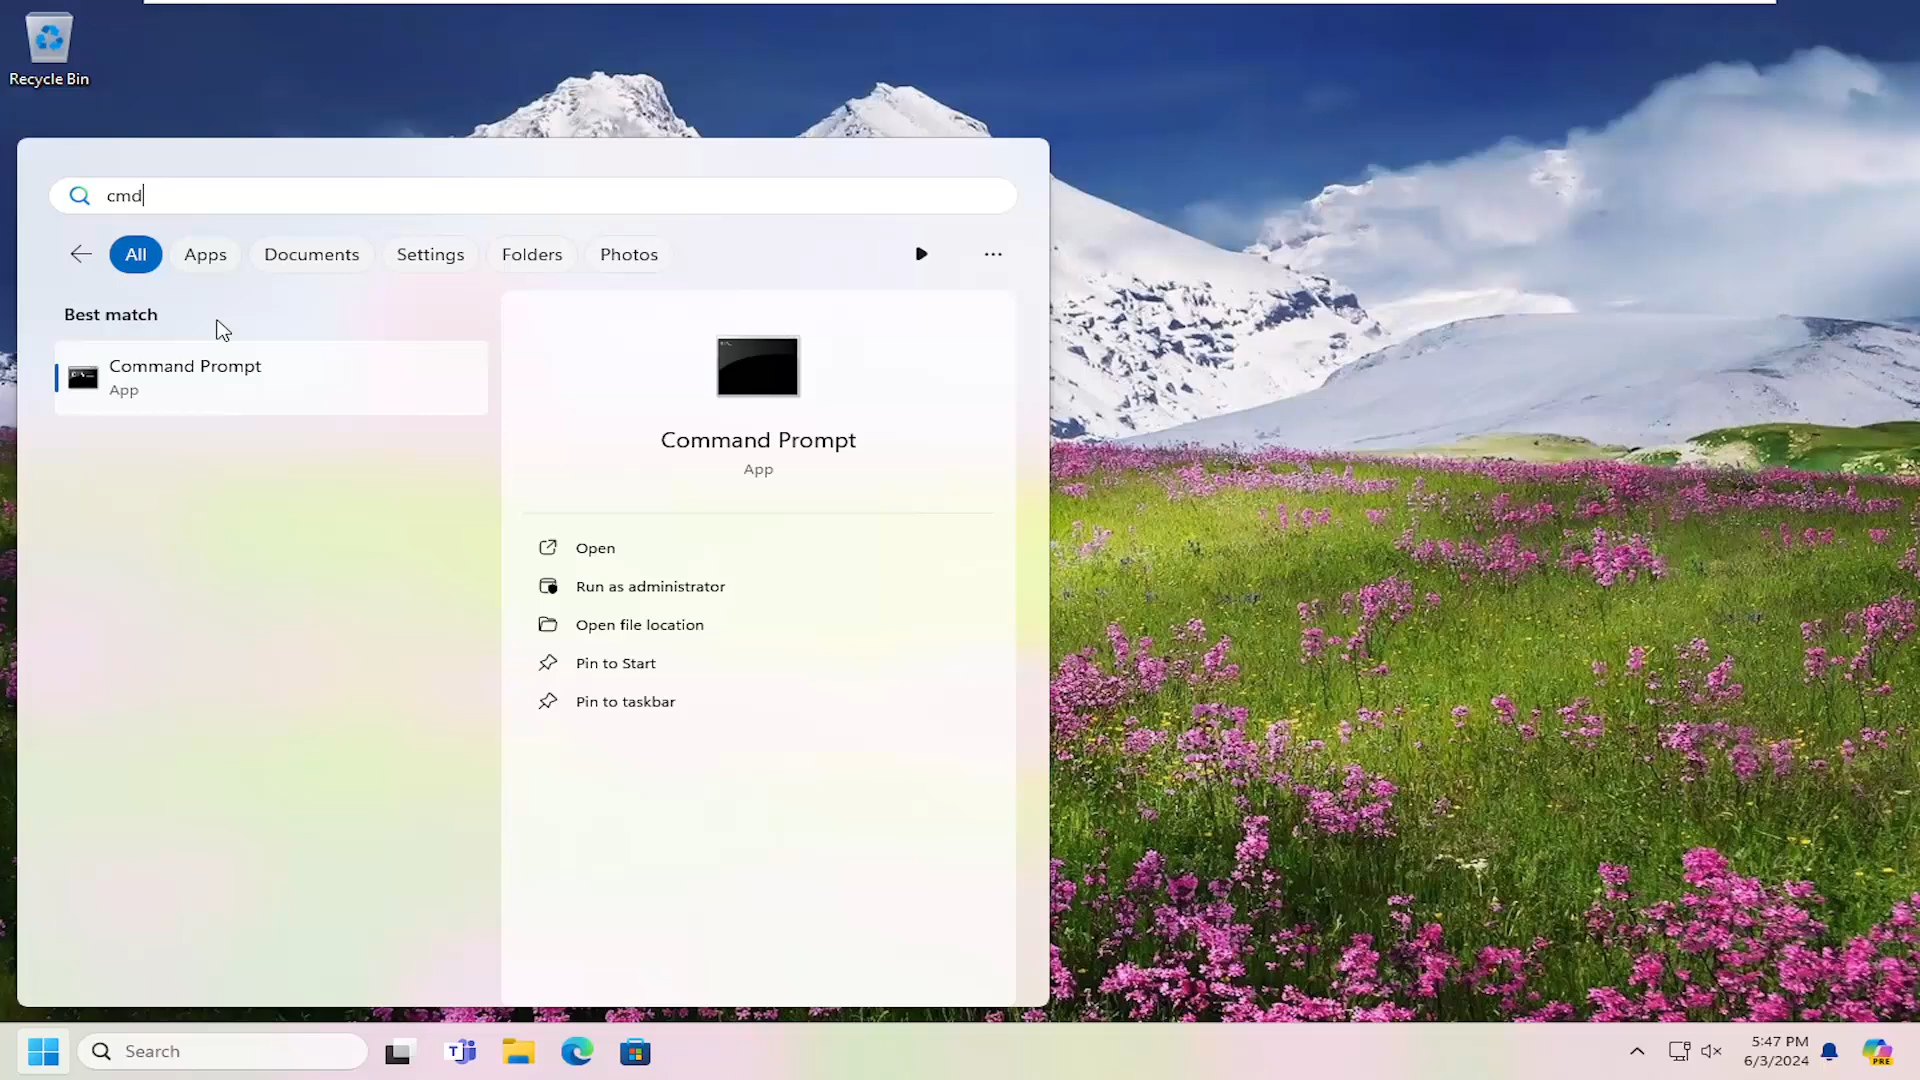 Recycle Bin
cmd
All Apps Documents Settings Folders Photos
Best match
Command Prompt
App
Command Prompt
App
Open
Run as administrator
Open file location
Pin to Start
Pin to taskbar
Search
5:47 PM
6/3/2024
PRE